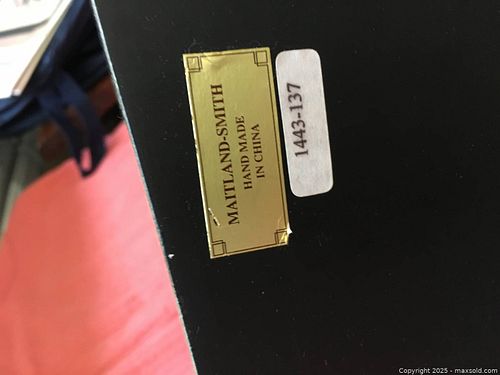 MAITLAND-SMITH
HAND MADE
IN CHINA
1443-137
Copyright 2025 - maxsold.com